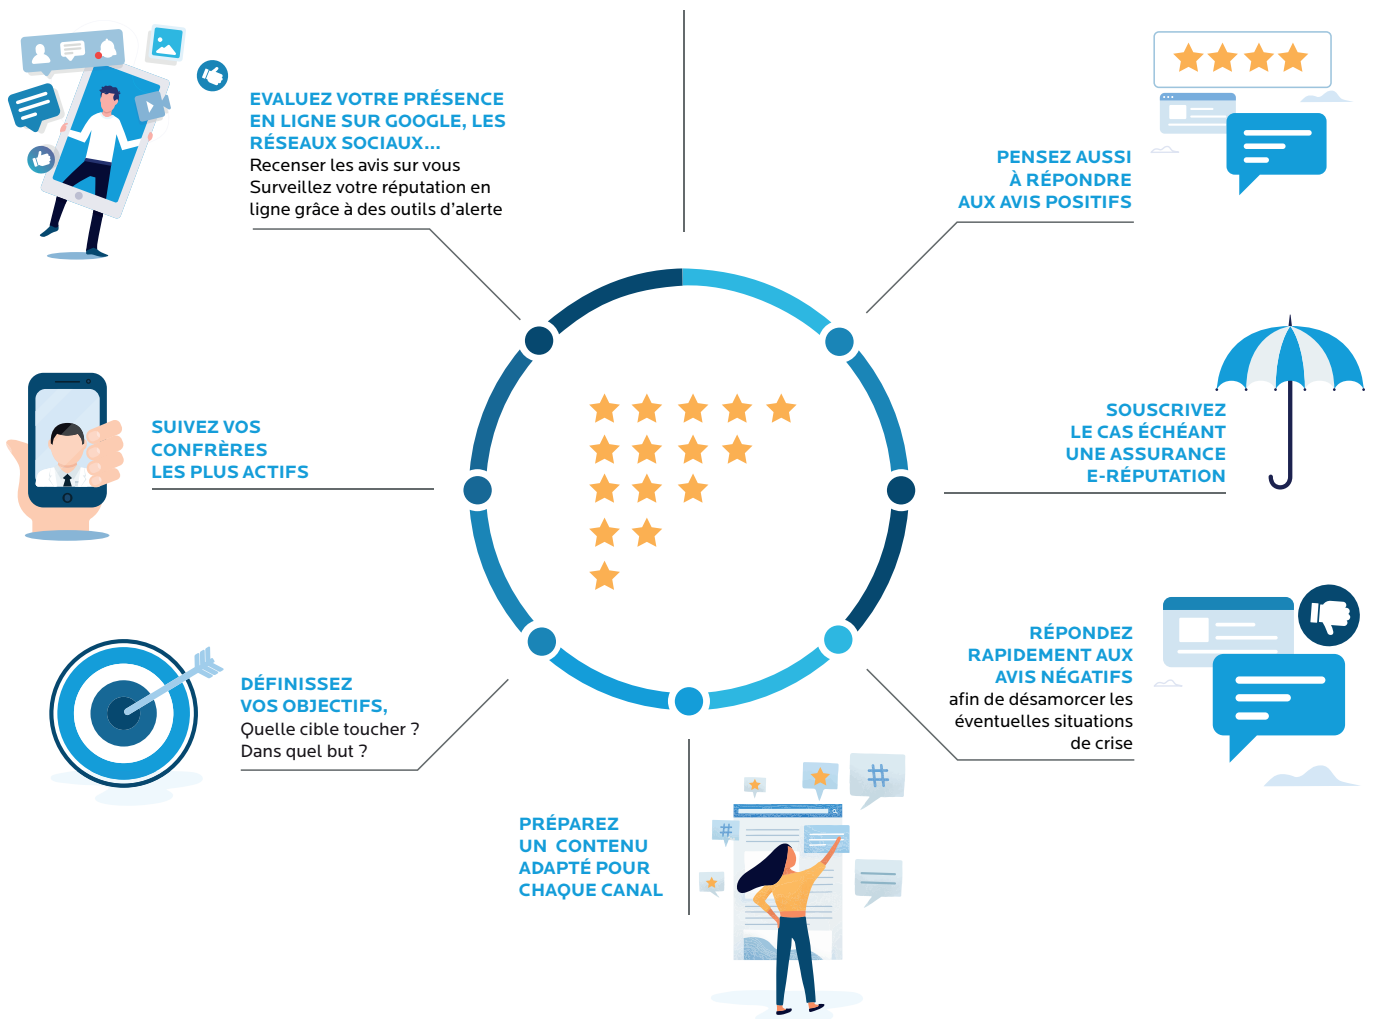 EVALUEZ VOTRE PRÉSENCE
EN LIGNE SUR GOOGLE, LES
RÉSEAUX SOCIAUX...
Recenser les avis sur vous
Surveillez votre réputation en
ligne grâce à des outils d’alerte
SUIVEZ VOS
CONFRÈRES
LES PLUS ACTIFS
DÉFINISSEZ
VOS OBJECTIFS,
Quelle cible toucher ?
Dans quel but ?
PRÉPAREZ
UN CONTENU
ADAPTÉ POUR
CHAQUE CANAL
RÉPONDEZ
RAPIDEMENT AUX
AVIS NÉGATIFS
afin de désamorcer les
éventuelles situations
de crise
SOUSCRIVEZ
LE CAS ÉCHÉANT
UNE ASSURANCE
E-RÉPUTATION
PENSEZ AUSSI
À RÉPONDRE
AUX AVIS POSITIFS
#
#